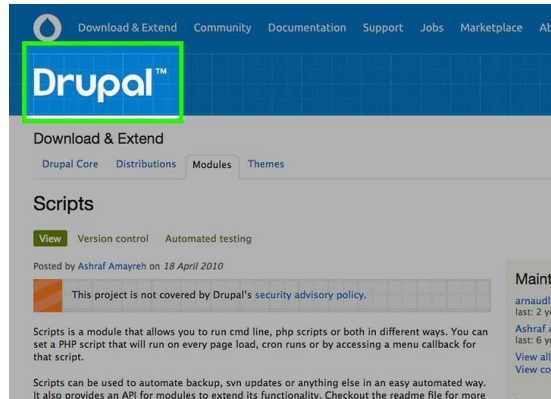 Download & Extend Community Documentation Support Jobs Marketplace
Drupal™
Download & Extend
Drupal Core Distributions Modules Themes
Scripts
View Version control Automated testing
Posted by Ashraf Amayreh on 18 April 2010
This project is not covered by Drupal's security advisory policy.
Maint
arnaudl
last: 2 y
Ashraf A
last: 6 y
View all
View co
Scripts is a module that allows you to run cmd line, php scripts or both in different ways. You can
set a PHP script that will run on every page load, cron runs or by accessing a menu callback for
that script.
Scripts can be used to automate backup, svn updates or anything else in an easy automated way.
It also provides an API for modules to extend its functionality. Checkout the readme file for more